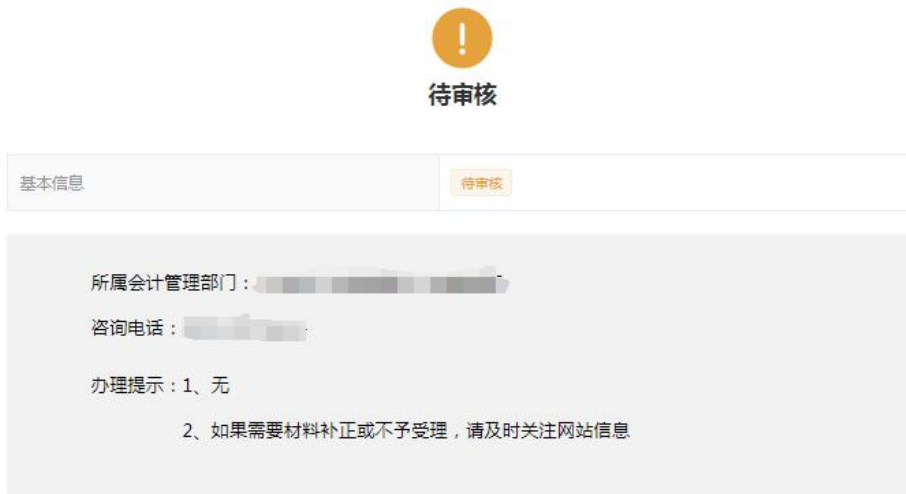 待审核
基本信息 待审核
所属会计管理部门：
咨询电话：
办理提示：1、无
2、如果需要材料补正或不予受理，请及时关注网站信息